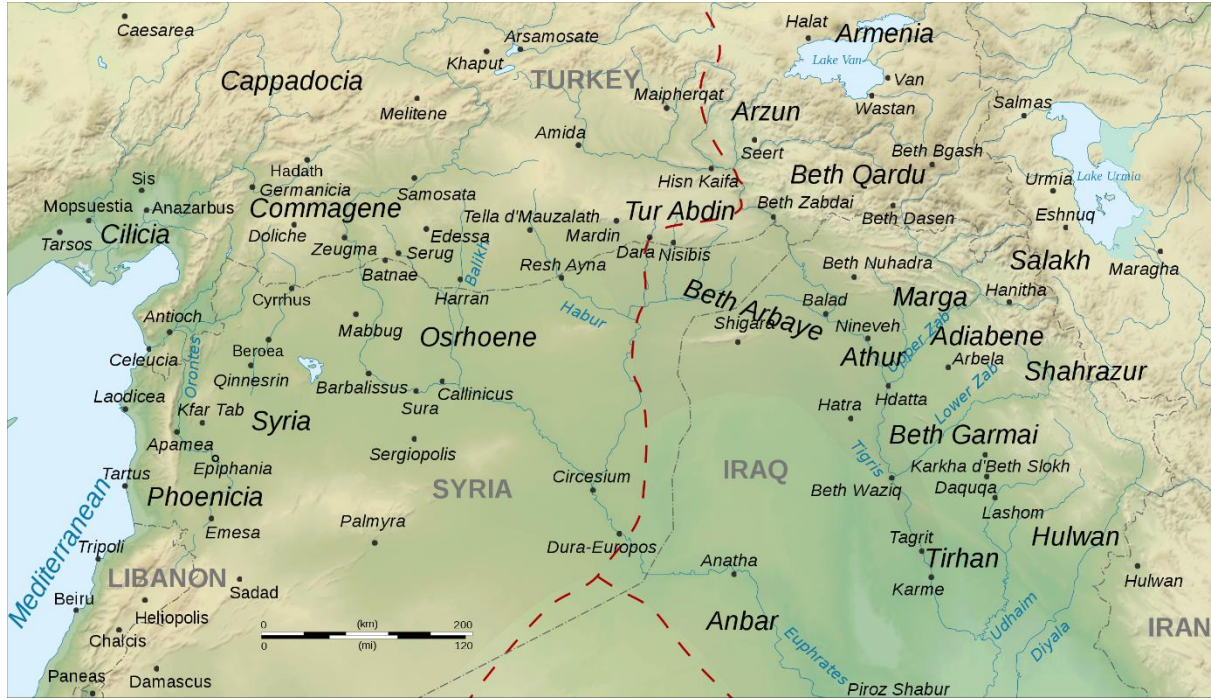 Caesarea
Arsamosate
Halat
Armenia
Khaput
Lake Van
Cappadocia
TURKEY
Van
Melitene
Maipherqat
Wastan
Arzun
Salmas
Amida
Seert
Beth Bgash
Hadath
Sis
Germanicia
Samosata
Hisn Kaifa
Beth Qardu
Urmia
Lake Urmia
Mopsuestia
Anazarbus
Commagene
Tella d'Mauzalath
Tur Abdin
Beth Zabdai
Beth Dasen
Eshnuq
Tarsos
Cilicia
Doliche
Zeugma
Serug
Edessa
Mardin
Dara
Nisibis
Salakh
Maragha
Batnae
Balikh
Resh Ayna
Beth Nuhadra
Cyrrhus
Harran
Habur
Beth Arbaye
Balad
Marga
Hanitha
Antioch
Mabbug
Osrhoene
Shigara
Nineveh
Upper Zab
Adiabene
Celeucia
Beroea
Athur
Arbela
Shahrazur
Orontes
Qinnesrin
Barbalissus
Callinicus
Hdatta
Lower Zab
Laodicea
Kfar Tab
Syria
Sura
Hatra
Apamea
Sergiopolis
Beth Garmai
Epiphania
Tigris
Karkha d'Beth Slokh
Tartus
Phoenicia
SYRIA
Circesium
IRAQ
Beth Waziq
Daquqa
Lashom
Emesa
Palmyra
Mediterranean
Tripoli
Dura-Europos
Anatha
Tagrit
Tirhan
Hulwan
LIBANON
Sadad
Karme
Hulwan
Beiru
Heliopolis
Chalcis
0 (km) 200
0 (mi) 120
Anbar
Euphrates
Udhaim
Diyala
IRAN
Paneas
Damascus
Piroz Shabur